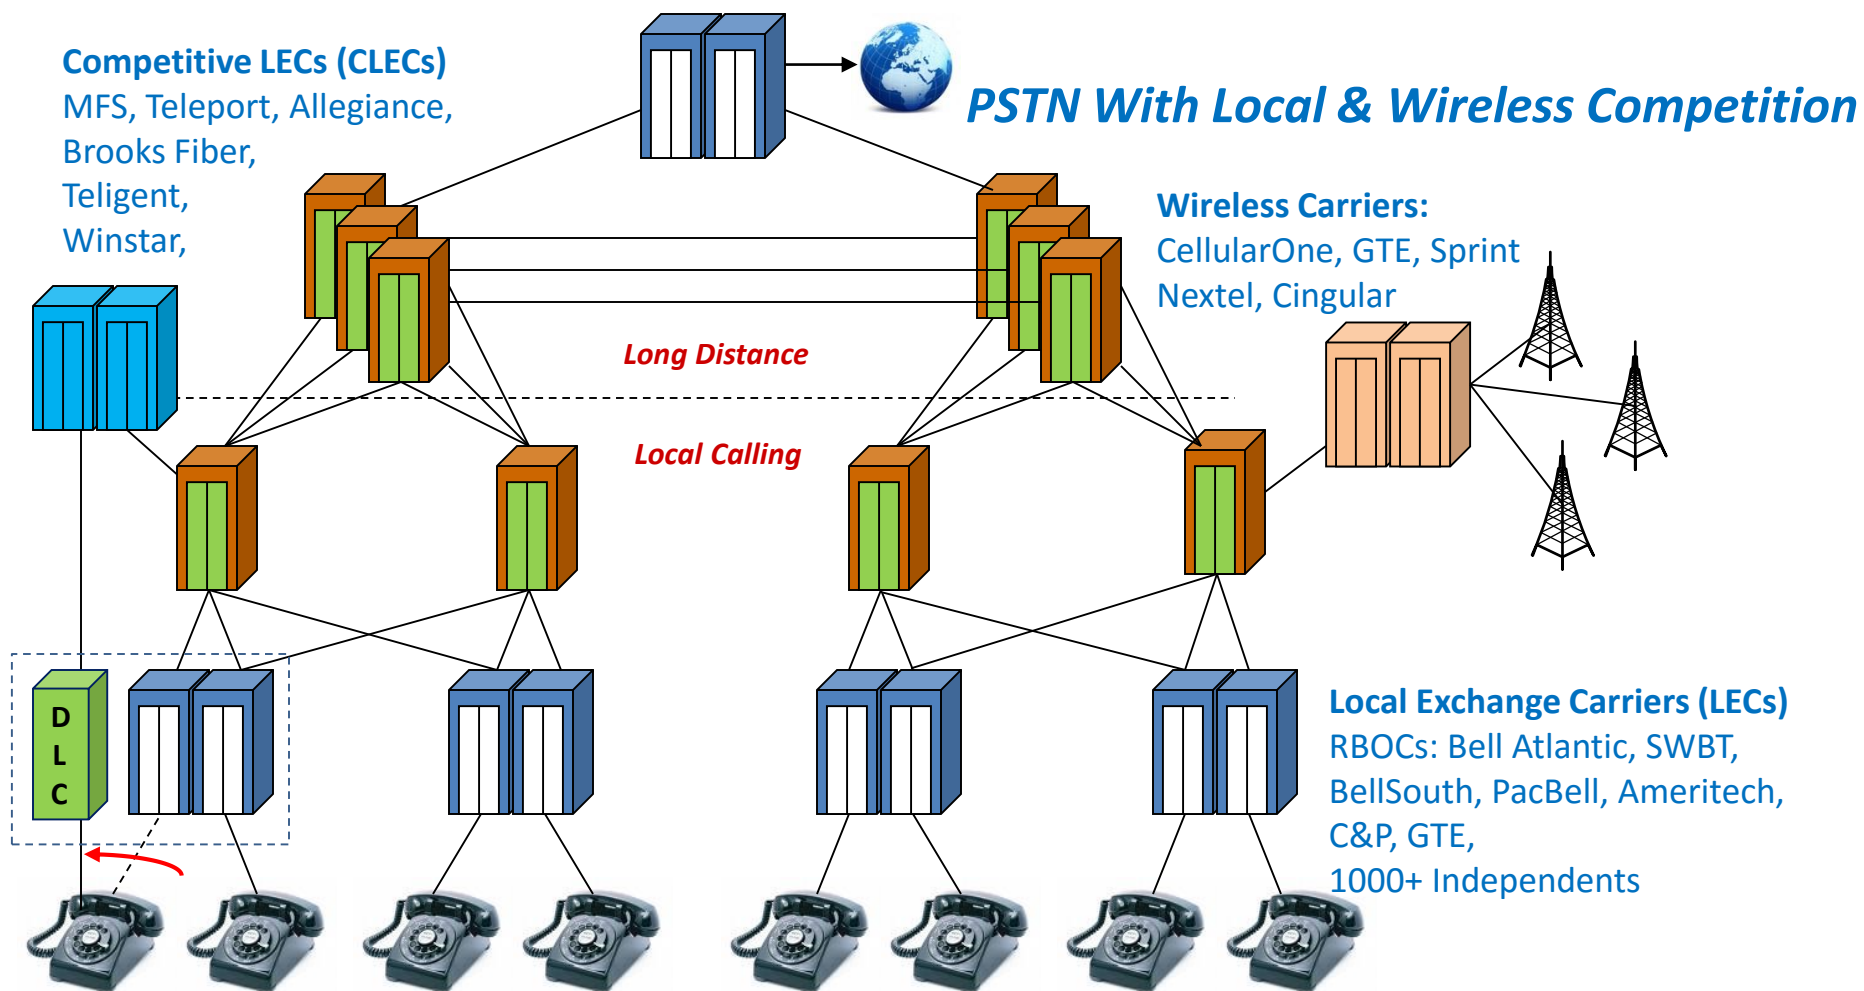 Competitive LECs (CLECs)
MFS, Teleport, Allegiance,
Brooks Fiber,
Teligent,
Winstar,
PSTN With Local & Wireless Competition
Wireless Carriers:
CellularOne, GTE, Sprint
Nextel, Cingular
Long Distance
Local Calling
D
L
C
Local Exchange Carriers (LECs)
RBOCs: Bell Atlantic, SWBT,
BellSouth, PacBell, Ameritech,
C&P, GTE,
1000+ Independents